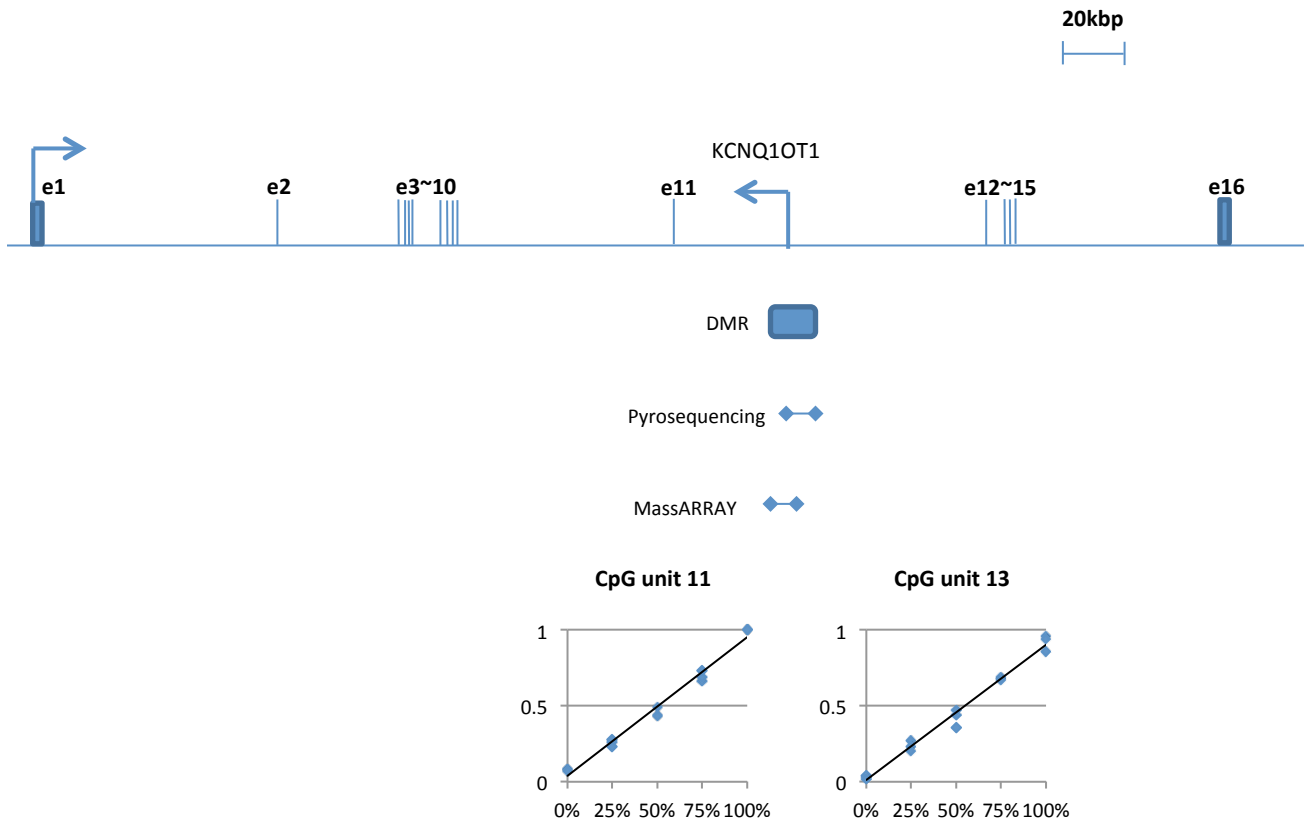 20kbp
KCNQ1OT1
e1 e2 e3~10 e11 e12~15 e16
DMR
Pyrosequencing
MassARRAY
CpG unit 11 CpG unit 13
1 1
0.5 0.5
0 0
0% 25% 50% 75% 100% 0% 25% 50% 75% 100%